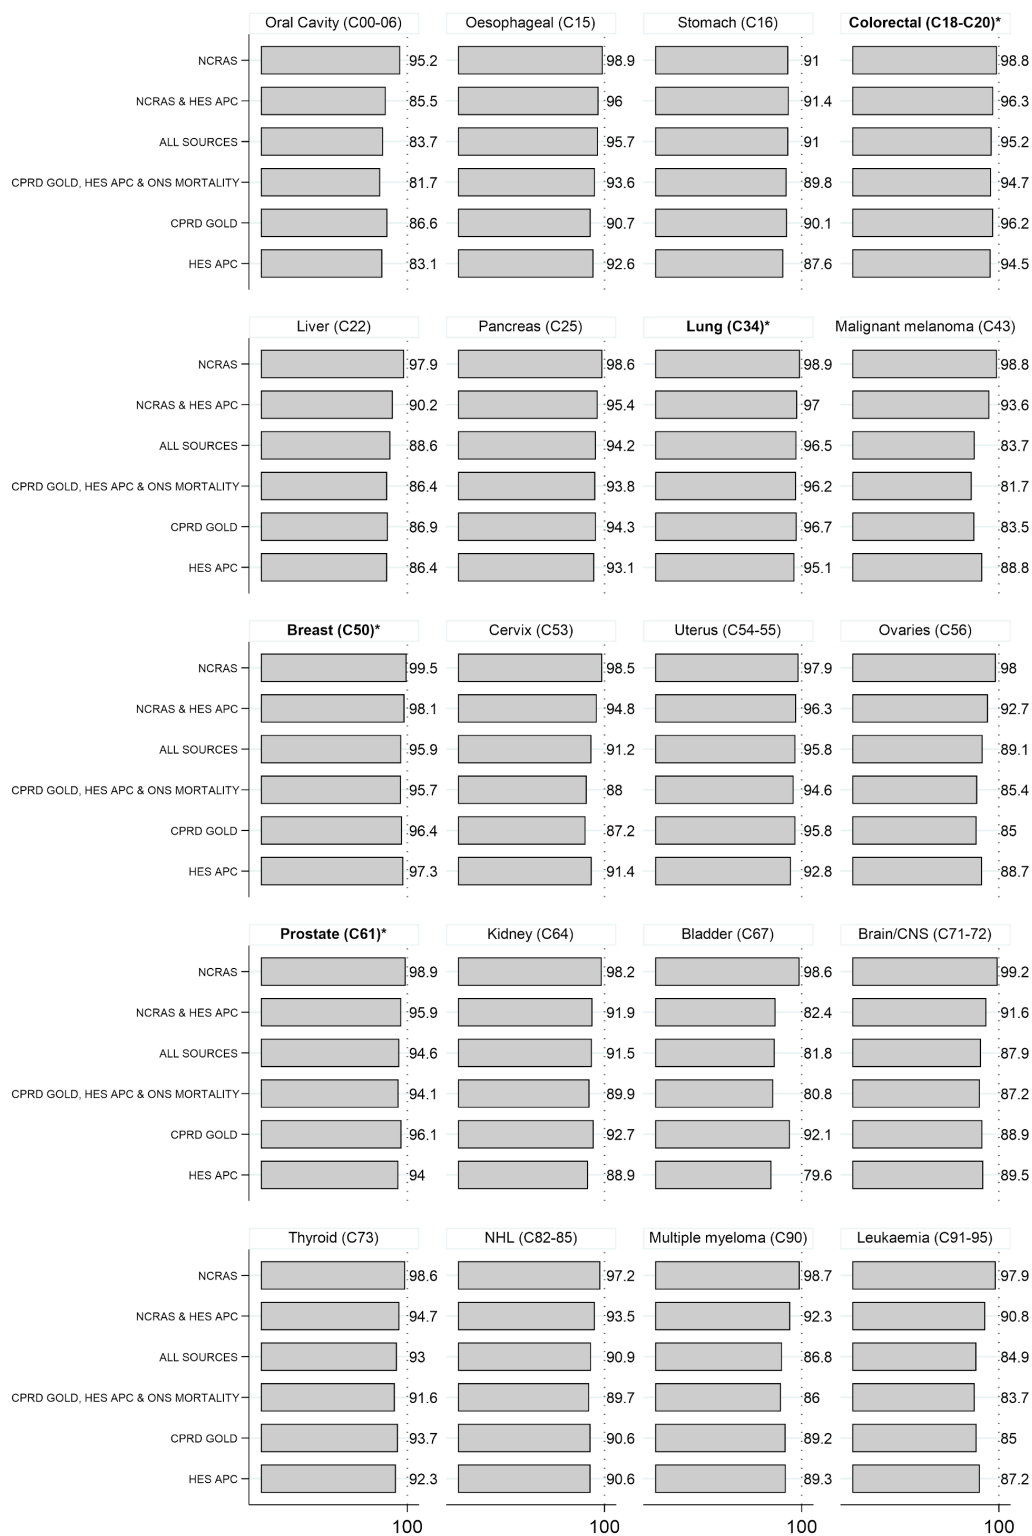 Oral Cavity (C00-06) Oesophageal (C15) Stomach (C16) Colorectal (C18-C20)*
NCRAS 95.2 98.9 91 98.8
NCRAS & HES APC 85.5 96 91.4 96.3
ALL SOURCES 83.7 95.7 91 95.2
CPRD GOLD, HES APC & ONS MORTALITY 81.7 93.6 89.8 94.7
CPRD GOLD 86.6 90.7 90.1 96.2
HES APC 83.1 92.6 87.6 94.5
Liver (C22) Pancreas (C25) Lung (C34)* Malignant melanoma (C43)
NCRAS 97.9 98.6 98.9 98.8
NCRAS & HES APC 90.2 95.4 97 93.6
ALL SOURCES 88.6 94.2 96.5 83.7
CPRD GOLD, HES APC & ONS MORTALITY 86.4 93.8 96.2 81.7
CPRD GOLD 86.9 94.3 96.7 83.5
HES APC 86.4 93.1 95.1 88.8
Breast (C50)* Cervix (C53) Uterus (C54-55) Ovaries (C56)
NCRAS 99.5 98.5 97.9 98
NCRAS & HES APC 98.1 94.8 96.3 92.7
ALL SOURCES 95.9 91.2 95.8 89.1
CPRD GOLD, HES APC & ONS MORTALITY 95.7 88 94.6 85.4
CPRD GOLD 96.4 87.2 95.8 85
HES APC 97.3 91.4 92.8 88.7
Prostate (C61)* Kidney (C64) Bladder (C67) Brain/CNS (C71-72)
NCRAS 98.9 98.2 98.6 99.2
NCRAS & HES APC 95.9 91.9 82.4 91.6
ALL SOURCES 94.6 91.5 81.8 87.9
CPRD GOLD, HES APC & ONS MORTALITY 94.1 89.9 80.8 87.2
CPRD GOLD 96.1 92.7 92.1 88.9
HES APC 94 88.9 79.6 89.5
Thyroid (C73) NHL (C82-85) Multiple myeloma (C90) Leukaemia (C91-95)
NCRAS 98.6 97.2 98.7 97.9
NCRAS & HES APC 94.7 93.5 92.3 90.8
ALL SOURCES 93 90.9 86.8 84.9
CPRD GOLD, HES APC & ONS MORTALITY 91.6 89.7 86 83.7
CPRD GOLD 93.7 90.6 89.2 85
HES APC 92.3 90.6 89.3 87.2
100 100 100 100